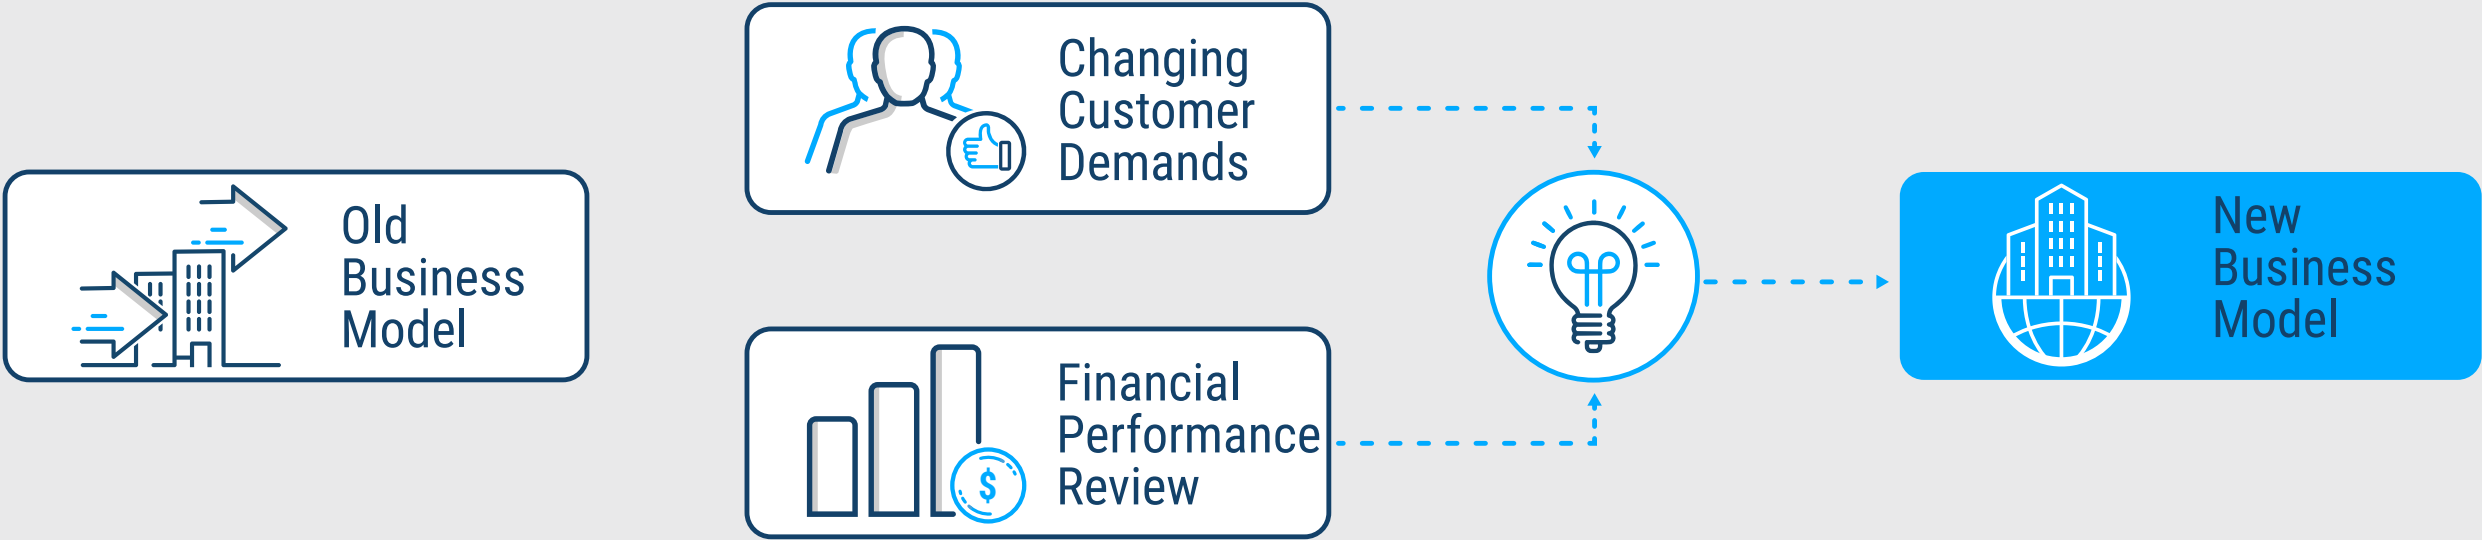 Old
Business
Model
Changing
Customer
Demands
Financial
Performance
Review
$
New
Business
Model